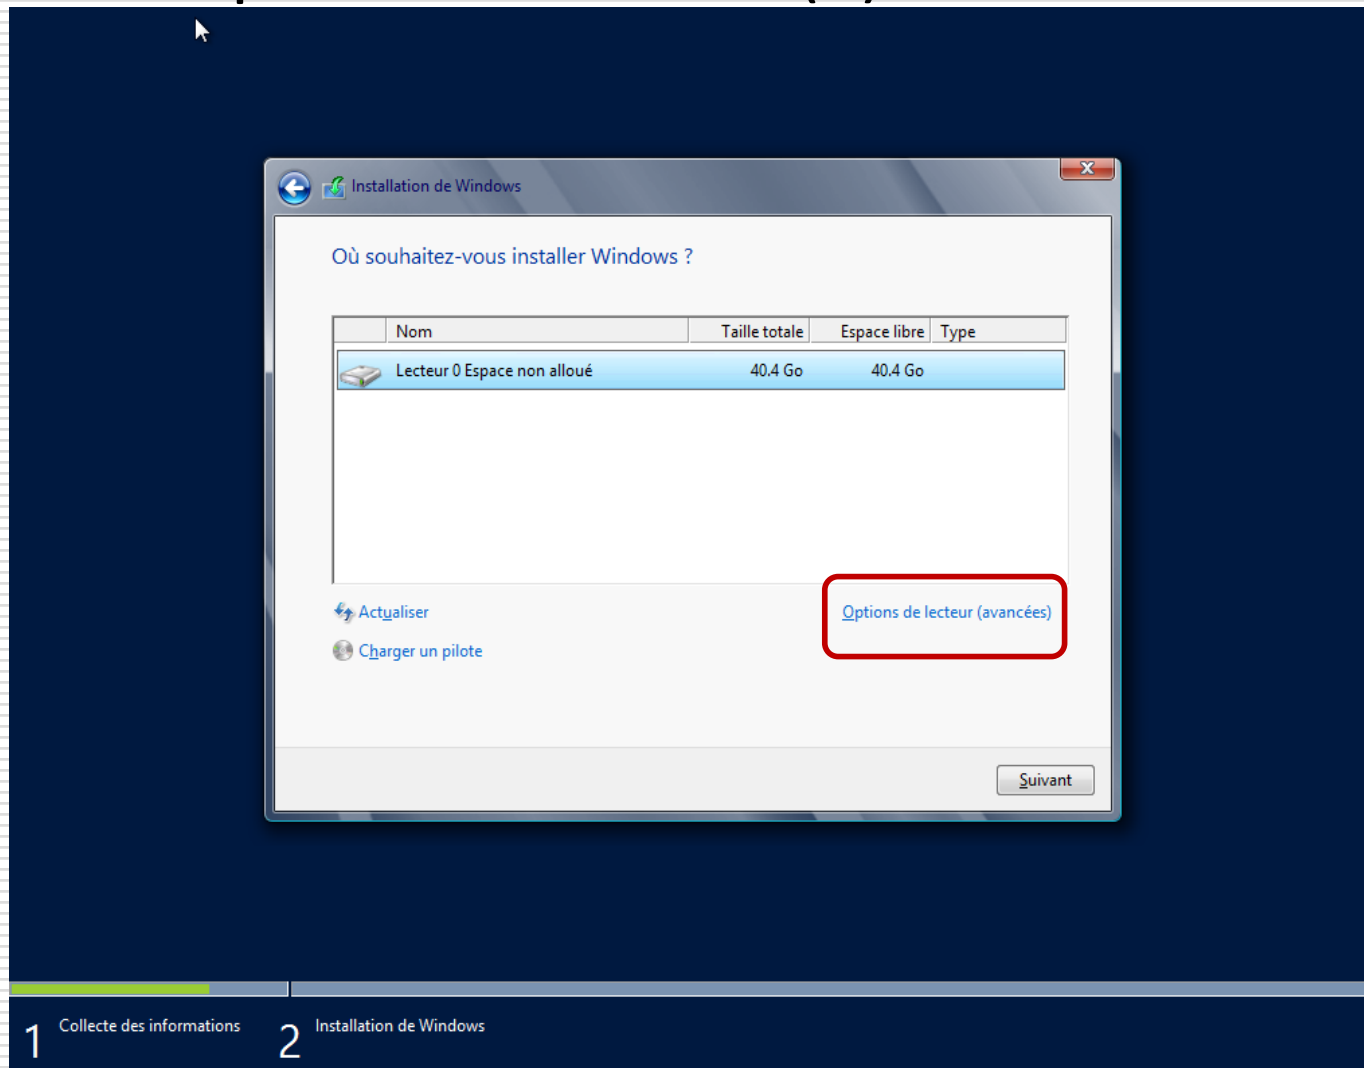 Installation de Windows
Où souhaitez-vous installer Windows ?
Nom Taille totale Espace libre Type
Lecteur 0 Espace non alloué 40.4 Go 40.4 Go
Actualiser Options de lecteur (avancées)
Charger un pilote
Suivant
1 Collecte des informations 2 Installation de Windows